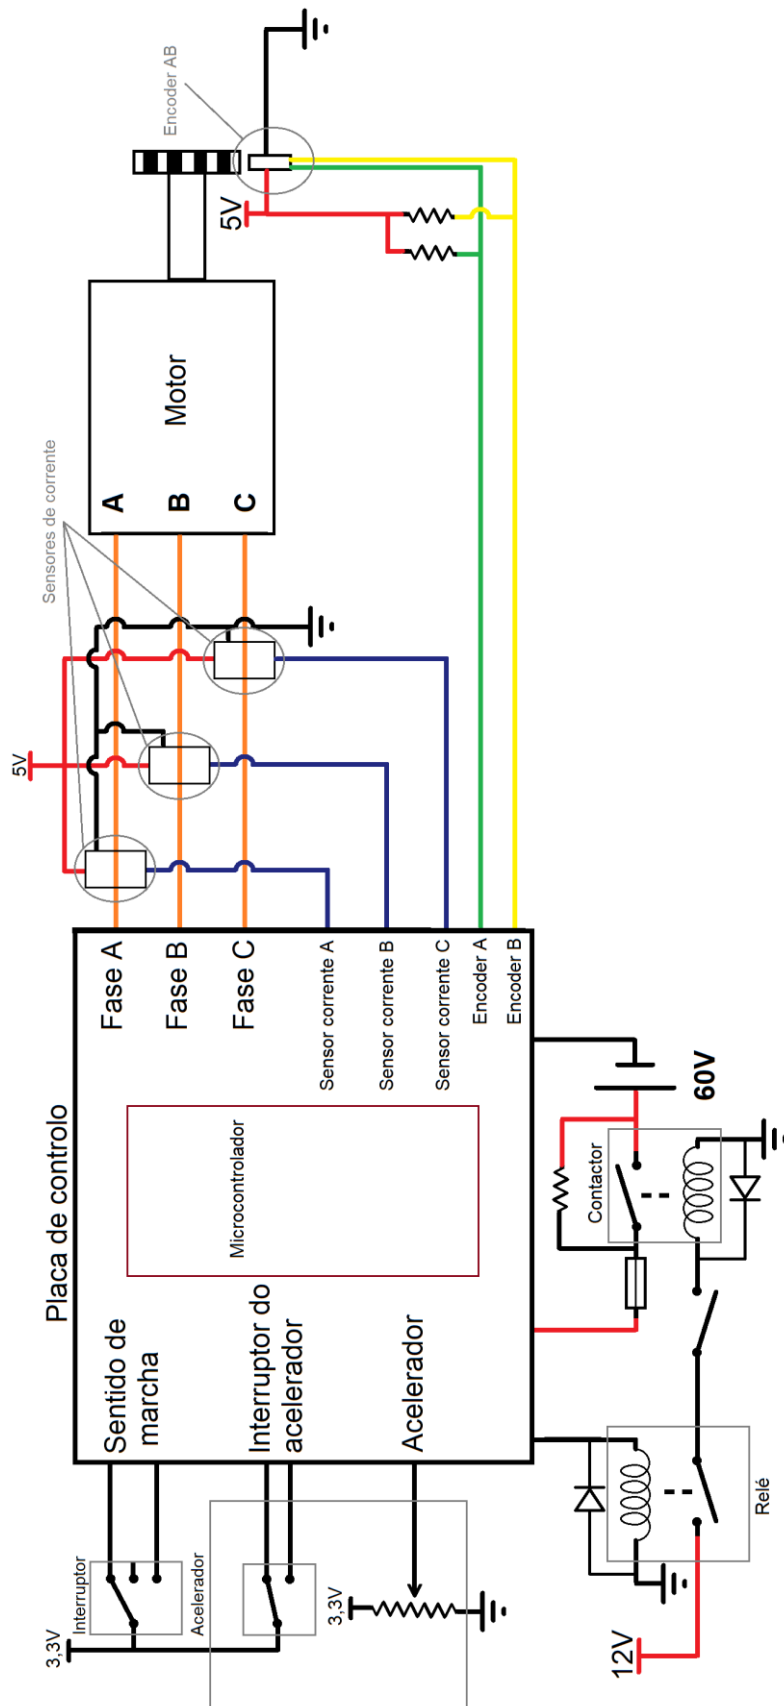 Placa de controlo
Sentido de
marcha
Interruptor do
acelerador
Acelerador
Microcontrolador
Fase A
Fase B
Fase C
Sensor corrente A
Sensor corrente B
Sensor corrente C
Encoder A
Encoder B
3,3V
Interruptor
Acelerador
3,3V
12V
Relé
Contactor
60V
5V
Sensores de corrente
A
B
C
Motor
5V
Encoder AB